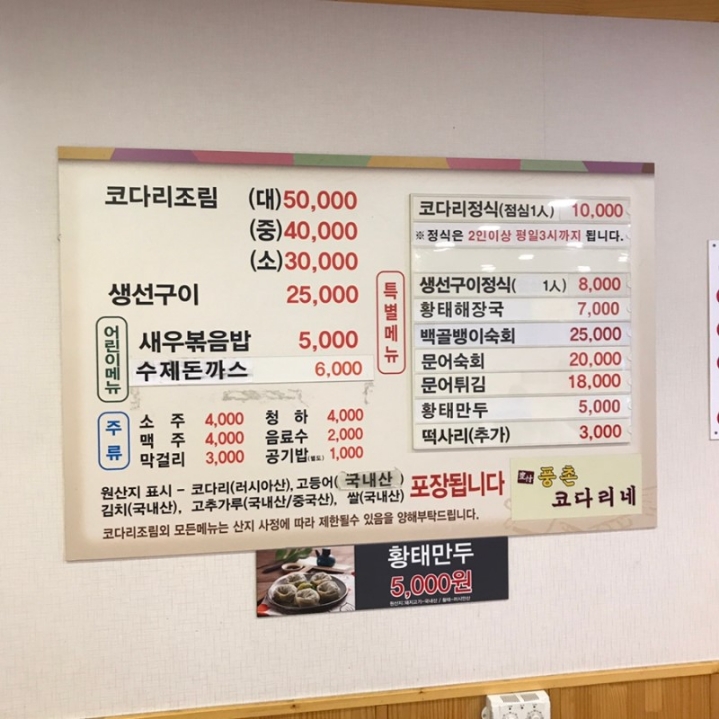 코다리조림 (대)50,000
(중)40,000
(소)30,000
생선구이 25,000
어린이메뉴
새우볶음밥 5,000
수제돈까스 6,000
주류
소 주 4,000 청 하 4,000
맥 주 4,000 음료수 2,000
막걸리 3,000 공기밥(별도) 1,000
특별메뉴
코다리정식(점심1人) 10,000
※정식은 2인이상 평일3시까지 됩니다.
생선구이정식( 1人) 8,000
황태해장국 7,000
백골뱅이숙회 25,000
문어숙회 20,000
문어튀김 18,000
황태만두 5,000
떡사리(추가) 3,000
원산지 표시 - 코다리(러시아산), 고등어(국내산)
김치(국내산), 고추가루(국내산/중국산), 쌀(국내산)
포장됩니다
코다리조림외 모든메뉴는 산지 사정에 따라 제한될수 있음을 양해부탁드립니다.
풍촌
코다리네
황태만두
5,000원